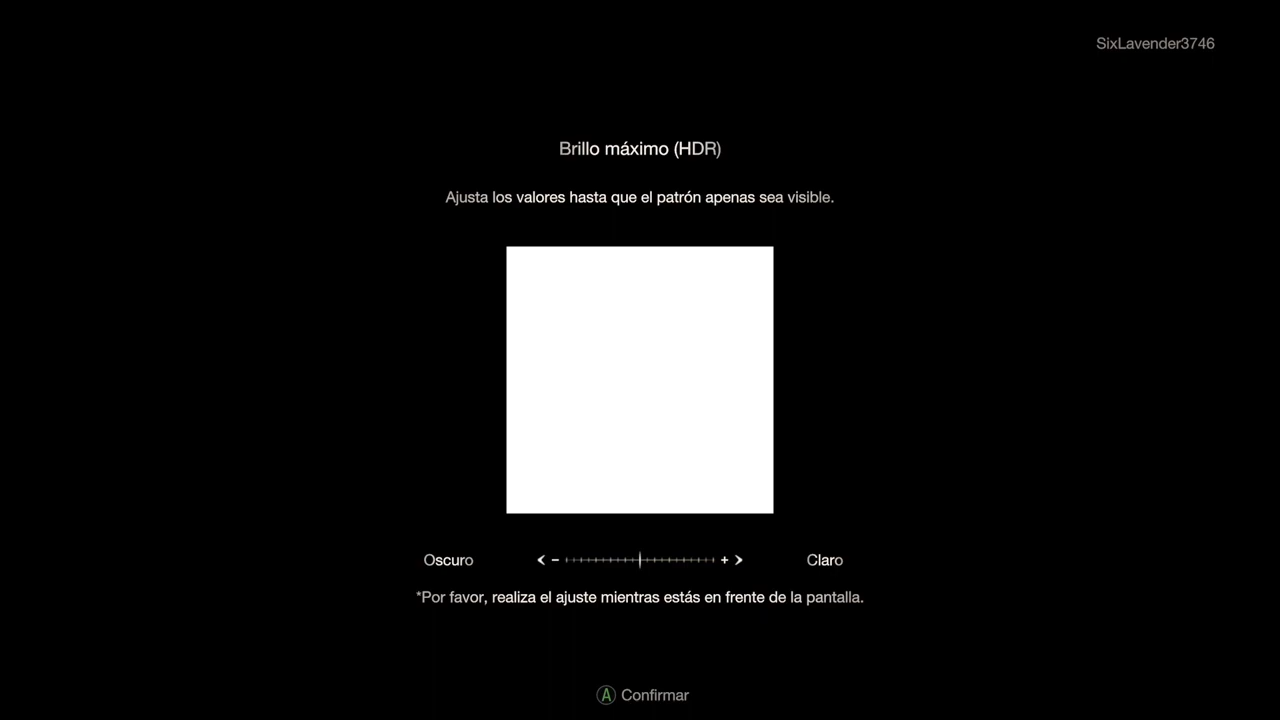 SixLavender3746
Brillo máximo (HDR)
Ajusta los valores hasta que el patrón apenas sea visible.
Oscuro - + Claro
*Por favor, realiza el ajuste mientras estás en frente de la pantalla.
A Confirmar